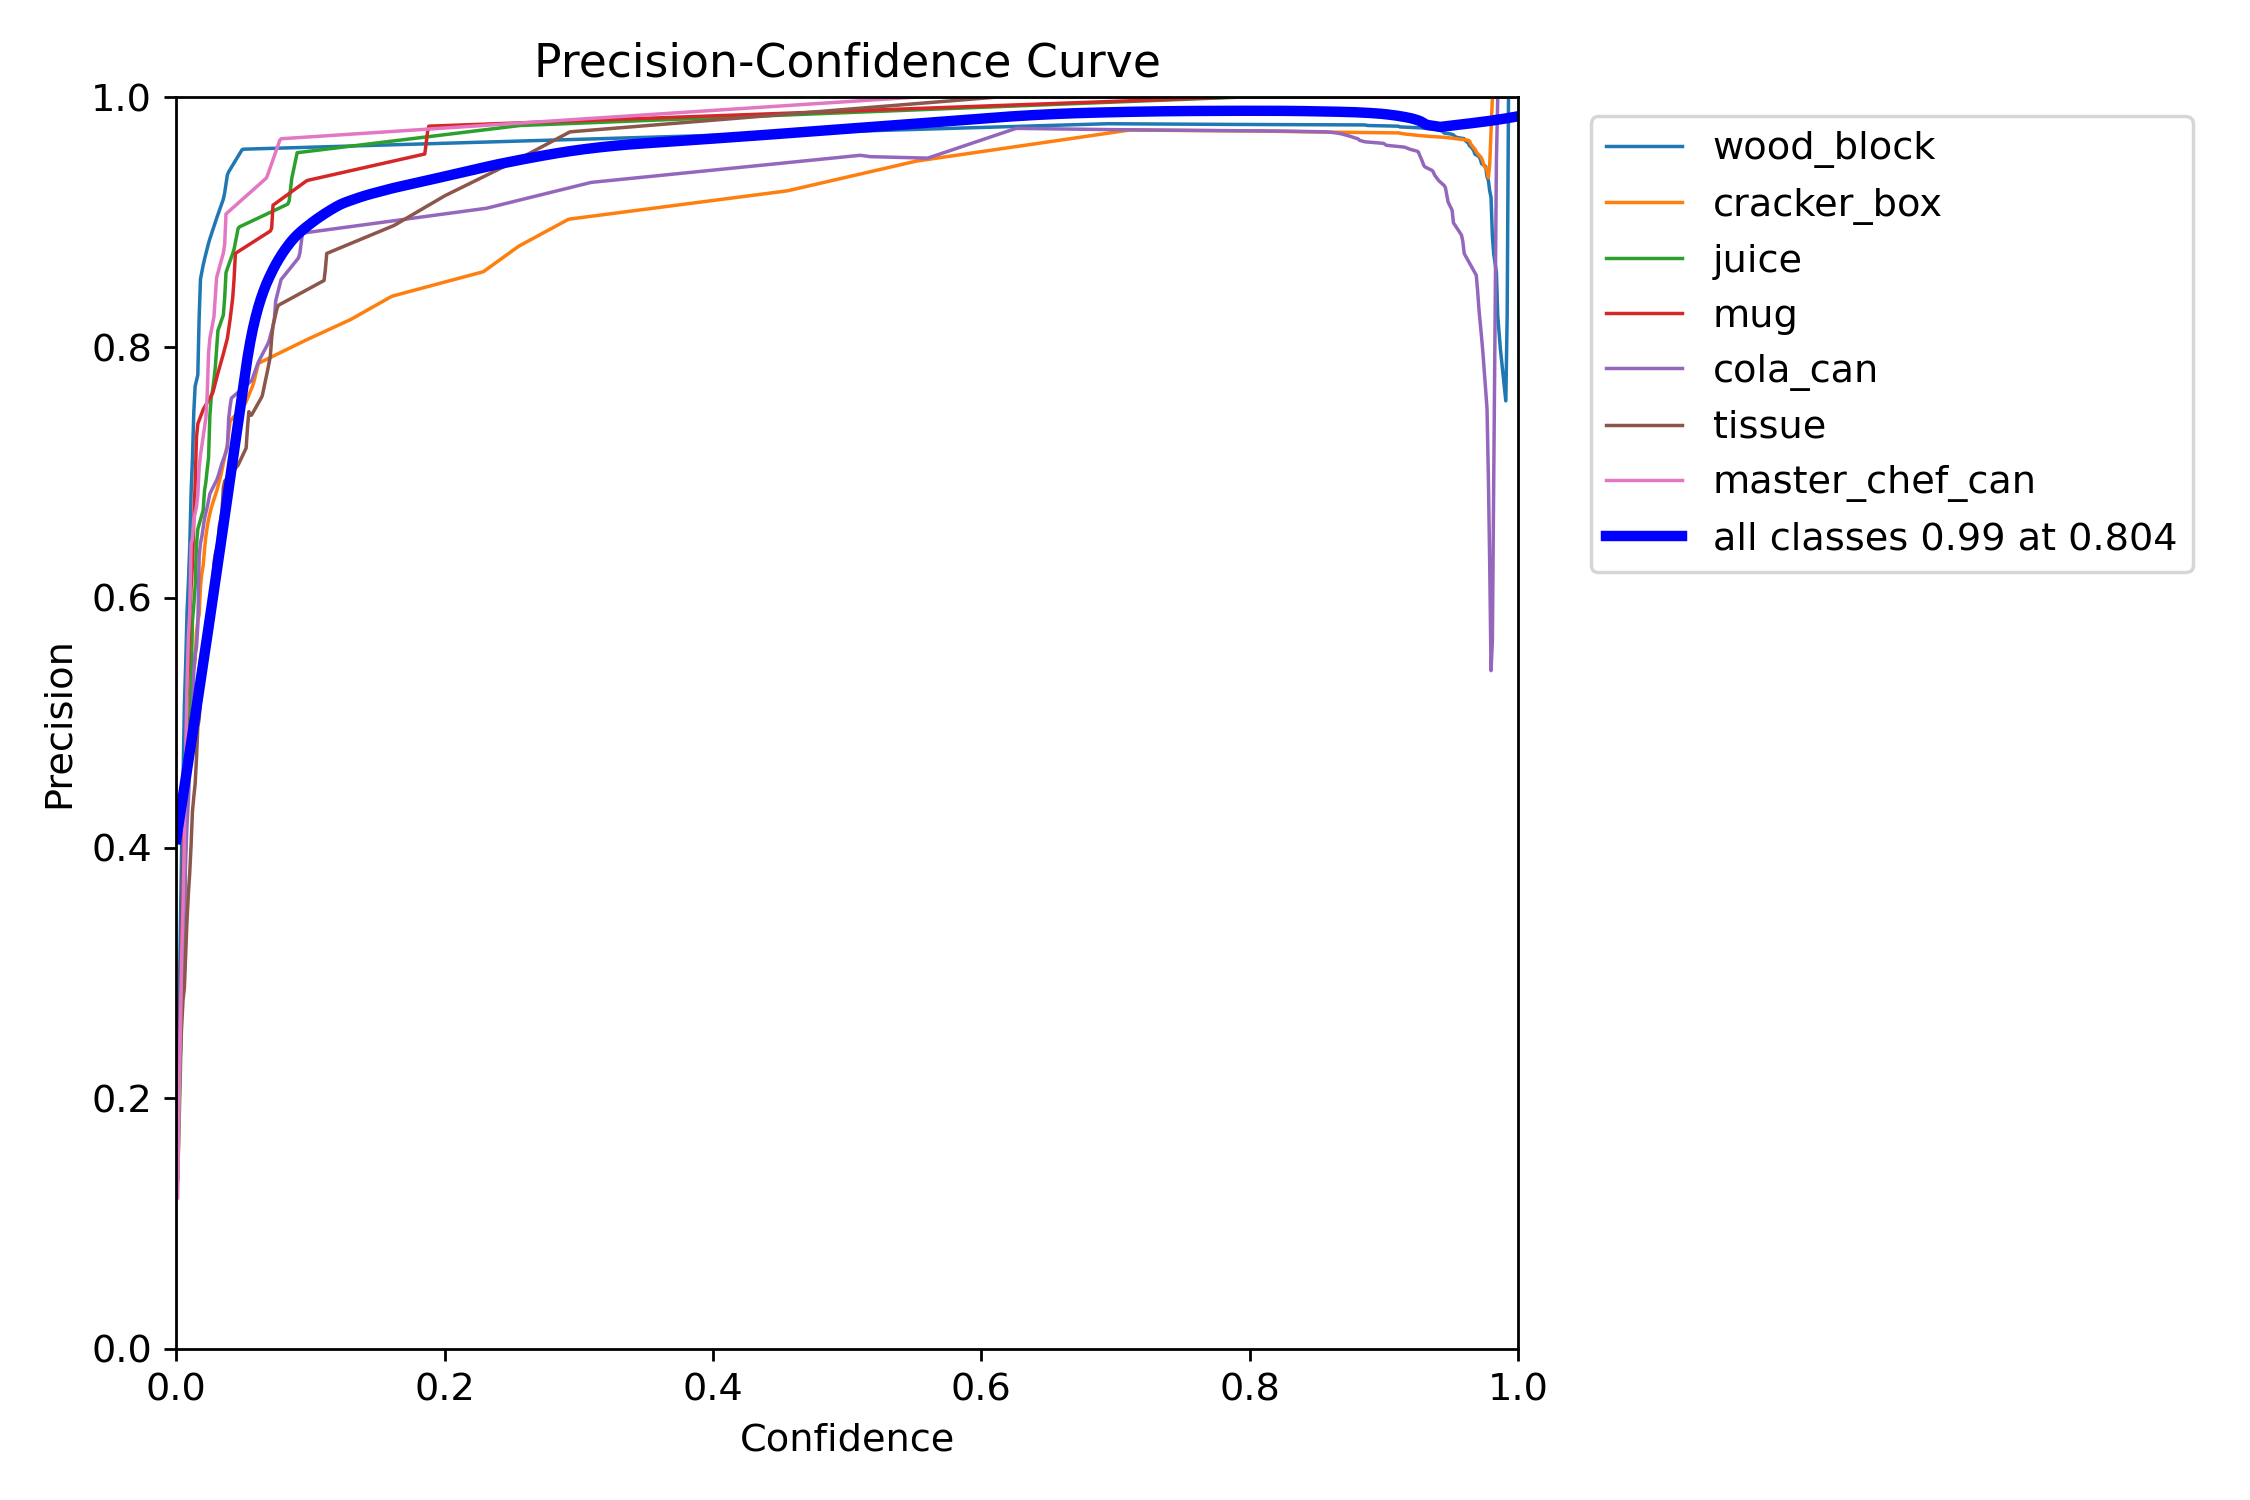 Precision-Confidence Curve
1.0
0.8
0.6
0.4
0.2
0.0
Precision
0.0 0.2 0.4 0.6 0.8 1.0
Confidence
wood_block
cracker_box
juice
mug
cola_can
tissue
master_chef_can
all classes 0.99 at 0.804